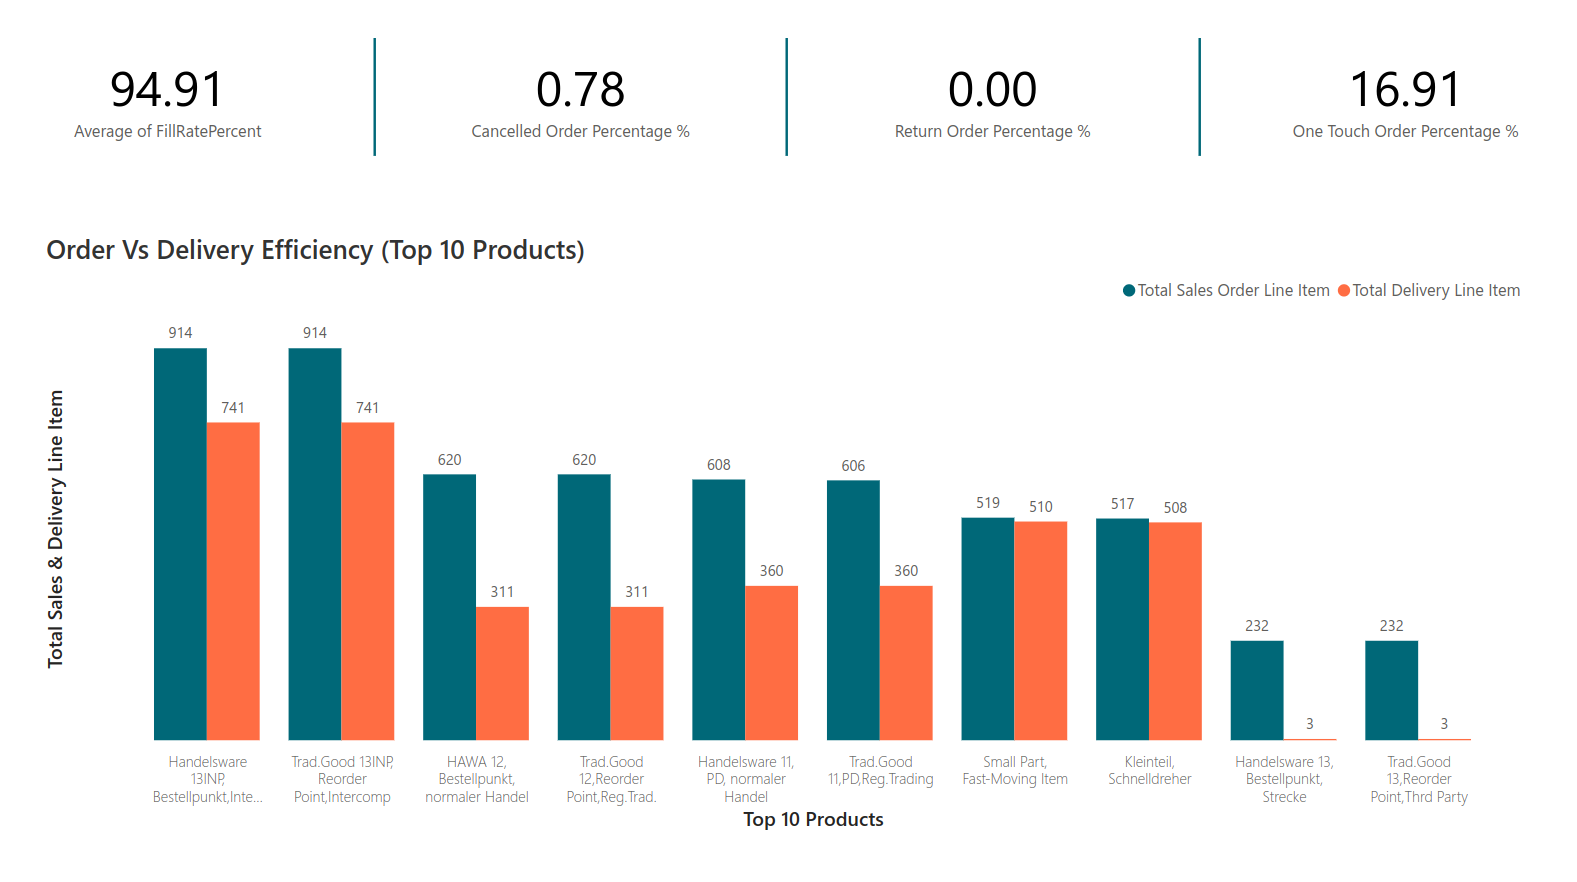 94.91
Average of FillRatePercent
0.78
Cancelled Order Percentage %
0.00
Return Order Percentage %
16.91
One Touch Order Percentage %
Order Vs Delivery Efficiency (Top 10 Products)
Total Sales Order Line Item
Total Delivery Line Item
Total Sales & Delivery Line Item
914
741
914
741
620
311
620
311
608
360
606
360
519
510
517
508
232
3
232
3
Handelsware
13INP,
Bestellpunkt,Inte...
Trad.Good 13INP,
Reorder
Point,Intercomp
HAWA 12,
Bestellpunkt,
normaler Handel
Trad.Good
12,Reorder
Point,Reg.Trad.
Handelsware 11,
PD, normaler
Handel
Trad.Good
11,PD,Reg.Trading
Small Part,
Fast-Moving Item
Kleinteil,
Schnelldreher
Handelsware 13,
Bestellpunkt,
Strecke
Trad.Good
13,Reorder
Point,Thrd Party
Top 10 Products